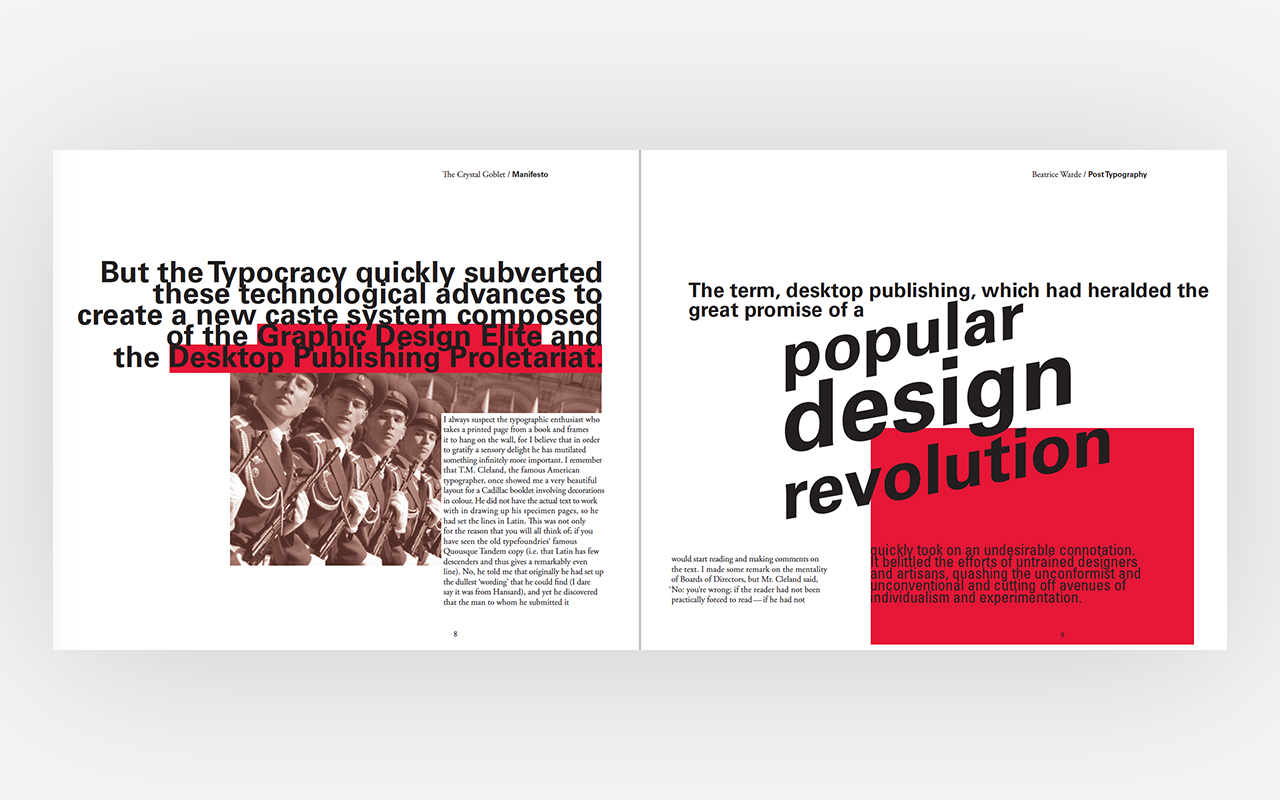 The Crystal Goblet / Manifesto
But the Typocracy quickly subverted
these technological advances to
create a new caste system composed
of the Graphic Design Elite and
the Desktop Publishing Proletariat.
I always suspect the typographic enthusiast who
takes a printed page from a book and frames
it to hang on the wall, for I believe that in order
to gratify a sensory delight he has mutilated
something infinitely more important. I remember
that T.M. Cleland, the famous American
typographer, once showed me a very beautiful
layout for a Cadillac booklet involving decorations
in colour. He did not have the actual text to work
with in drawing up his specimen pages, so he
had set the lines in Latin. This was not only
for the reason that you will all think of; if you
have seen the old typefoundries' famous
Quousque Tandem copy (i.e. that Latin has few
descenders and thus gives a remarkably even
line). No, he told me that originally he had set up
the dullest 'wording' that he could find (I dare
say it was from Hansard), and yet he discovered
that the man to whom he submitted it
8
Beatrice Warde / Post Typography
The term, desktop publishing, which had heralded the
great promise of a
popular
design
revolution
would start reading and making comments on
the text. I made some remark on the mentality
of Boards of Directors, but Mr. Cleland said,
'No: you're wrong; if the reader had not been
practically forced to read—if he had not
quickly took on an undesirable connotation.
It belittled the efforts of untrained designers
and artisans, quashing the unconformist and
unconventional and cutting off avenues of
individualism and experimentation.
9